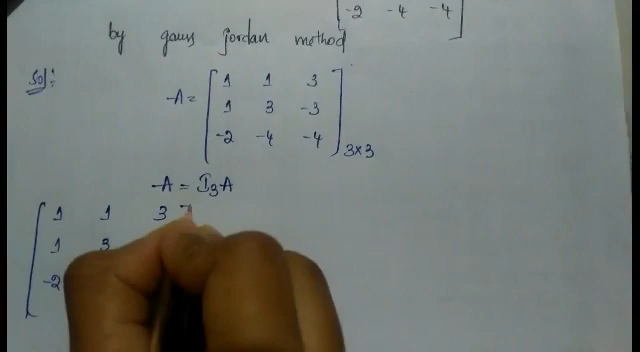 -2 -4 -4
by gauss jordan method
Sol:
A = 1 1 3
1 3 -3
-2 -4 -4 3×3
A = I3 A
1 1 3
1 3
-2